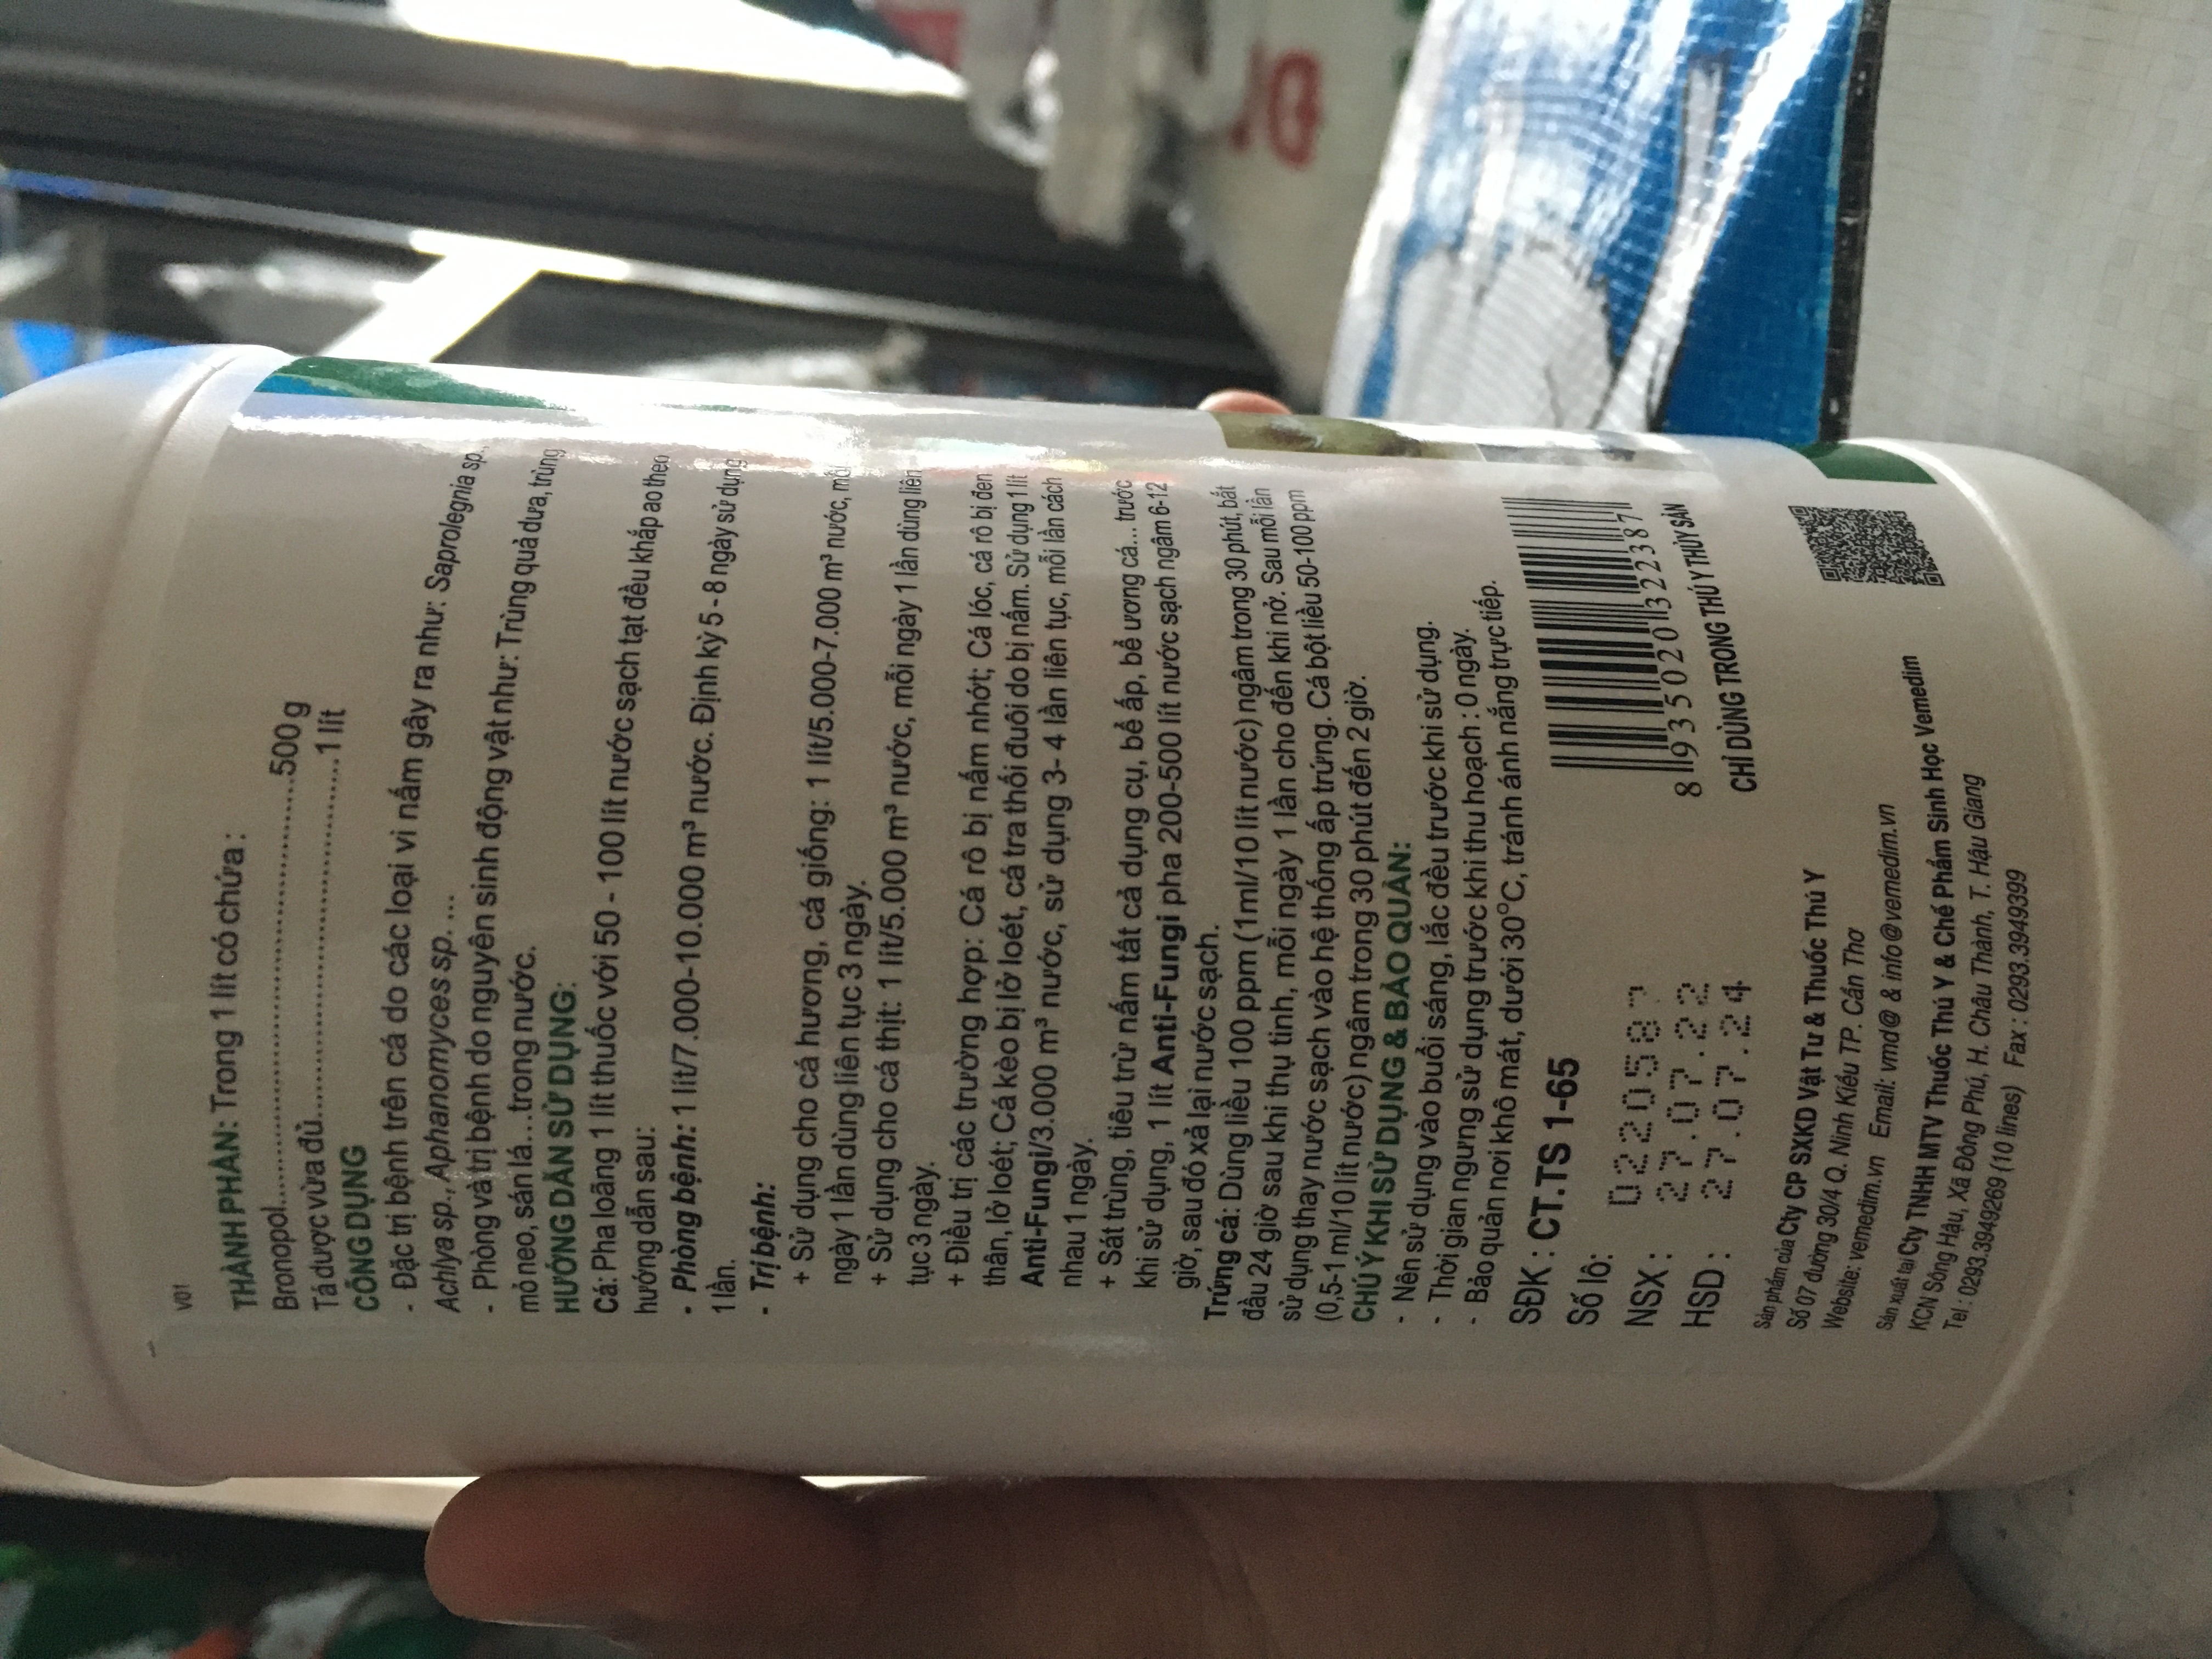 V01
THÀNH PHẦN: Trong 1 lít có chứa :
Bronopol..............................500g
Tá dược vừa đủ.............................. 1 lít
CÔNG DỤNG
- Đặc trị bệnh trên cá do các loại vi nấm gây ra như: Saprolegnia sp.,
Achlya sp., Aphanomyces sp. ...
- Phòng và trị bệnh do nguyên sinh động vật như: Trùng quả dưa, trùng
mỏ neo, sán lá...trong nước.
HƯỚNG DẪN SỬ DỤNG:
Cá: Pha loãng 1 lít thuốc với 50 - 100 lít nước sạch tạt đều khắp ao theo
hướng dẫn sau:
- Phòng bệnh: 1 lít/7.000-10.000 m³ nước. Định kỳ 5 - 8 ngày sử dụng
1 lần.
- Trị bệnh:
+ Sử dụng cho cá hương, cá giống: 1 lít/5.000-7.000 m³ nước, mỗi
ngày 1 lần dùng liên tục 3 ngày.
+ Sử dụng cho cá thịt: 1 lít/5.000 m³ nước, mỗi ngày 1 lần dùng liên
tục 3 ngày.
+ Điều trị các trường hợp: Cá rô bị nấm nhớt; Cá lóc, cá rô bị đen
thân, lở loét; Cá kèo bị lở loét, cá tra thối đuôi do bị nấm. Sử dụng 1 lít
Anti-Fungi/3.000 m³ nước, sử dụng 3- 4 lần liên tục, mỗi lần cách
nhau 1 ngày.
+ Sát trùng, tiêu trừ nấm tất cả dụng cụ, bể ấp, bể ương cá... trước
khi sử dụng, 1 lít Anti-Fungi pha 200-500 lít nước sạch ngâm 6-12
giờ, sau đó xả lại nước sạch.
Trứng cá: Dùng liều 100 ppm (1ml/10 lít nước) ngâm trong 30 phút, bắt
đầu 24 giờ sau khi thụ tinh, mỗi ngày 1 lần cho đến khi nở. Sau mỗi lần
sử dụng thay nước sạch vào hệ thống ấp trứng. Cá bột liều 50-100 ppm
(0,5-1 ml/10 lít nước) ngâm trong 30 phút đến 2 giờ.
CHÚ Ý KHI SỬ DỤNG & BẢO QUẢN:
- Nên sử dụng vào buổi sáng, lắc đều trước khi sử dụng.
- Thời gian ngưng sử dụng trước khi thu hoạch : 0 ngày.
- Bảo quản nơi khô mát, dưới 30°C, tránh ánh nắng trực tiếp.
SĐK : CT.TS 1-65
Số lô: 0220587
NSX : 27.07.22
HSD : 27.07.24
8 935020 322387
CHỈ DÙNG TRONG THÚ Y THỦY SẢN
Sản phẩm của Cty CP SXKD Vật Tư & Thuốc Thú Y
Số 07 đường 30/4 Q. Ninh Kiều TP. Cần Thơ
Website: vemedim.vn Email: vmd@ & info@vemedim.vn
Sản xuất tại Cty TNHH MTV Thuốc Thú Y & Chế Phẩm Sinh Học Vemedim
KCN Sông Hậu, Xã Đông Phú, H. Châu Thành, T. Hậu Giang
Tel : 0293.3949269 (10 lines) Fax : 0293.3949399